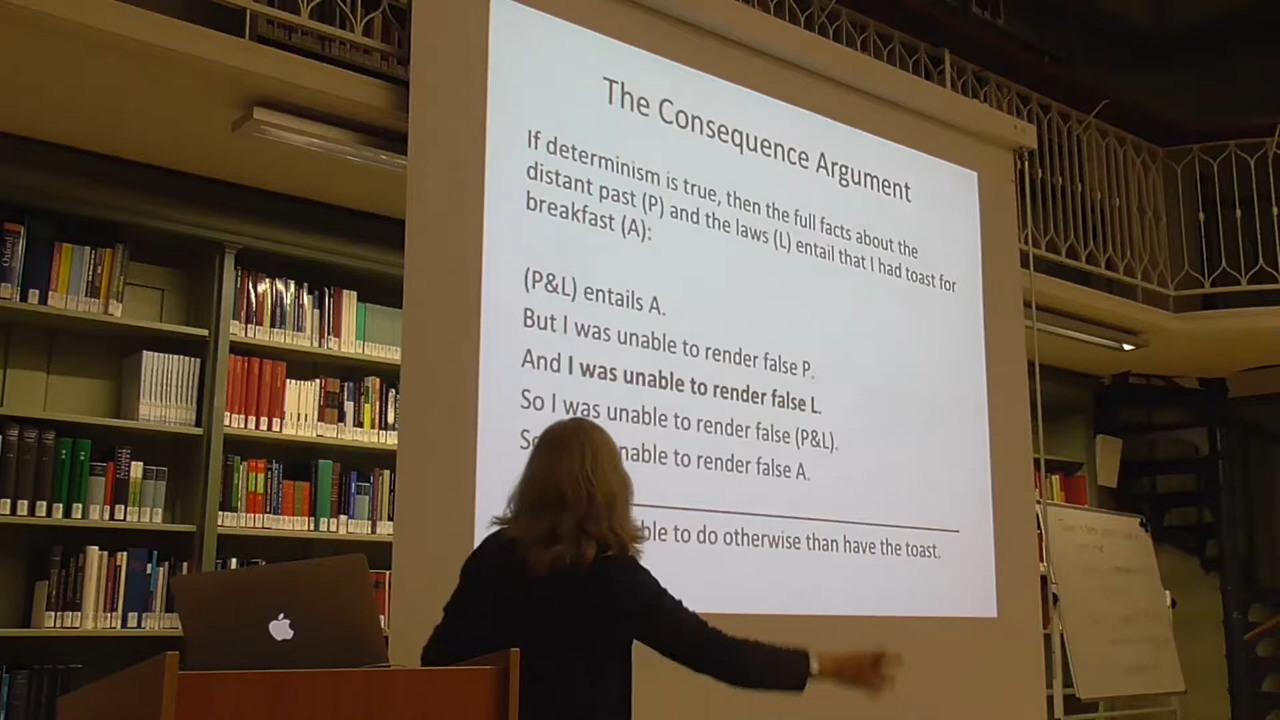 The Consequence Argument
If determinism is true, then the full facts about the
distant past (P) and the laws (L) entail that I had toast for
breakfast (A):
(P&L) entails A.
But I was unable to render false P.
And I was unable to render false L.
So I was unable to render false (P&L).
So nable to render false A.
ble to do otherwise than have the toast.
Oxford